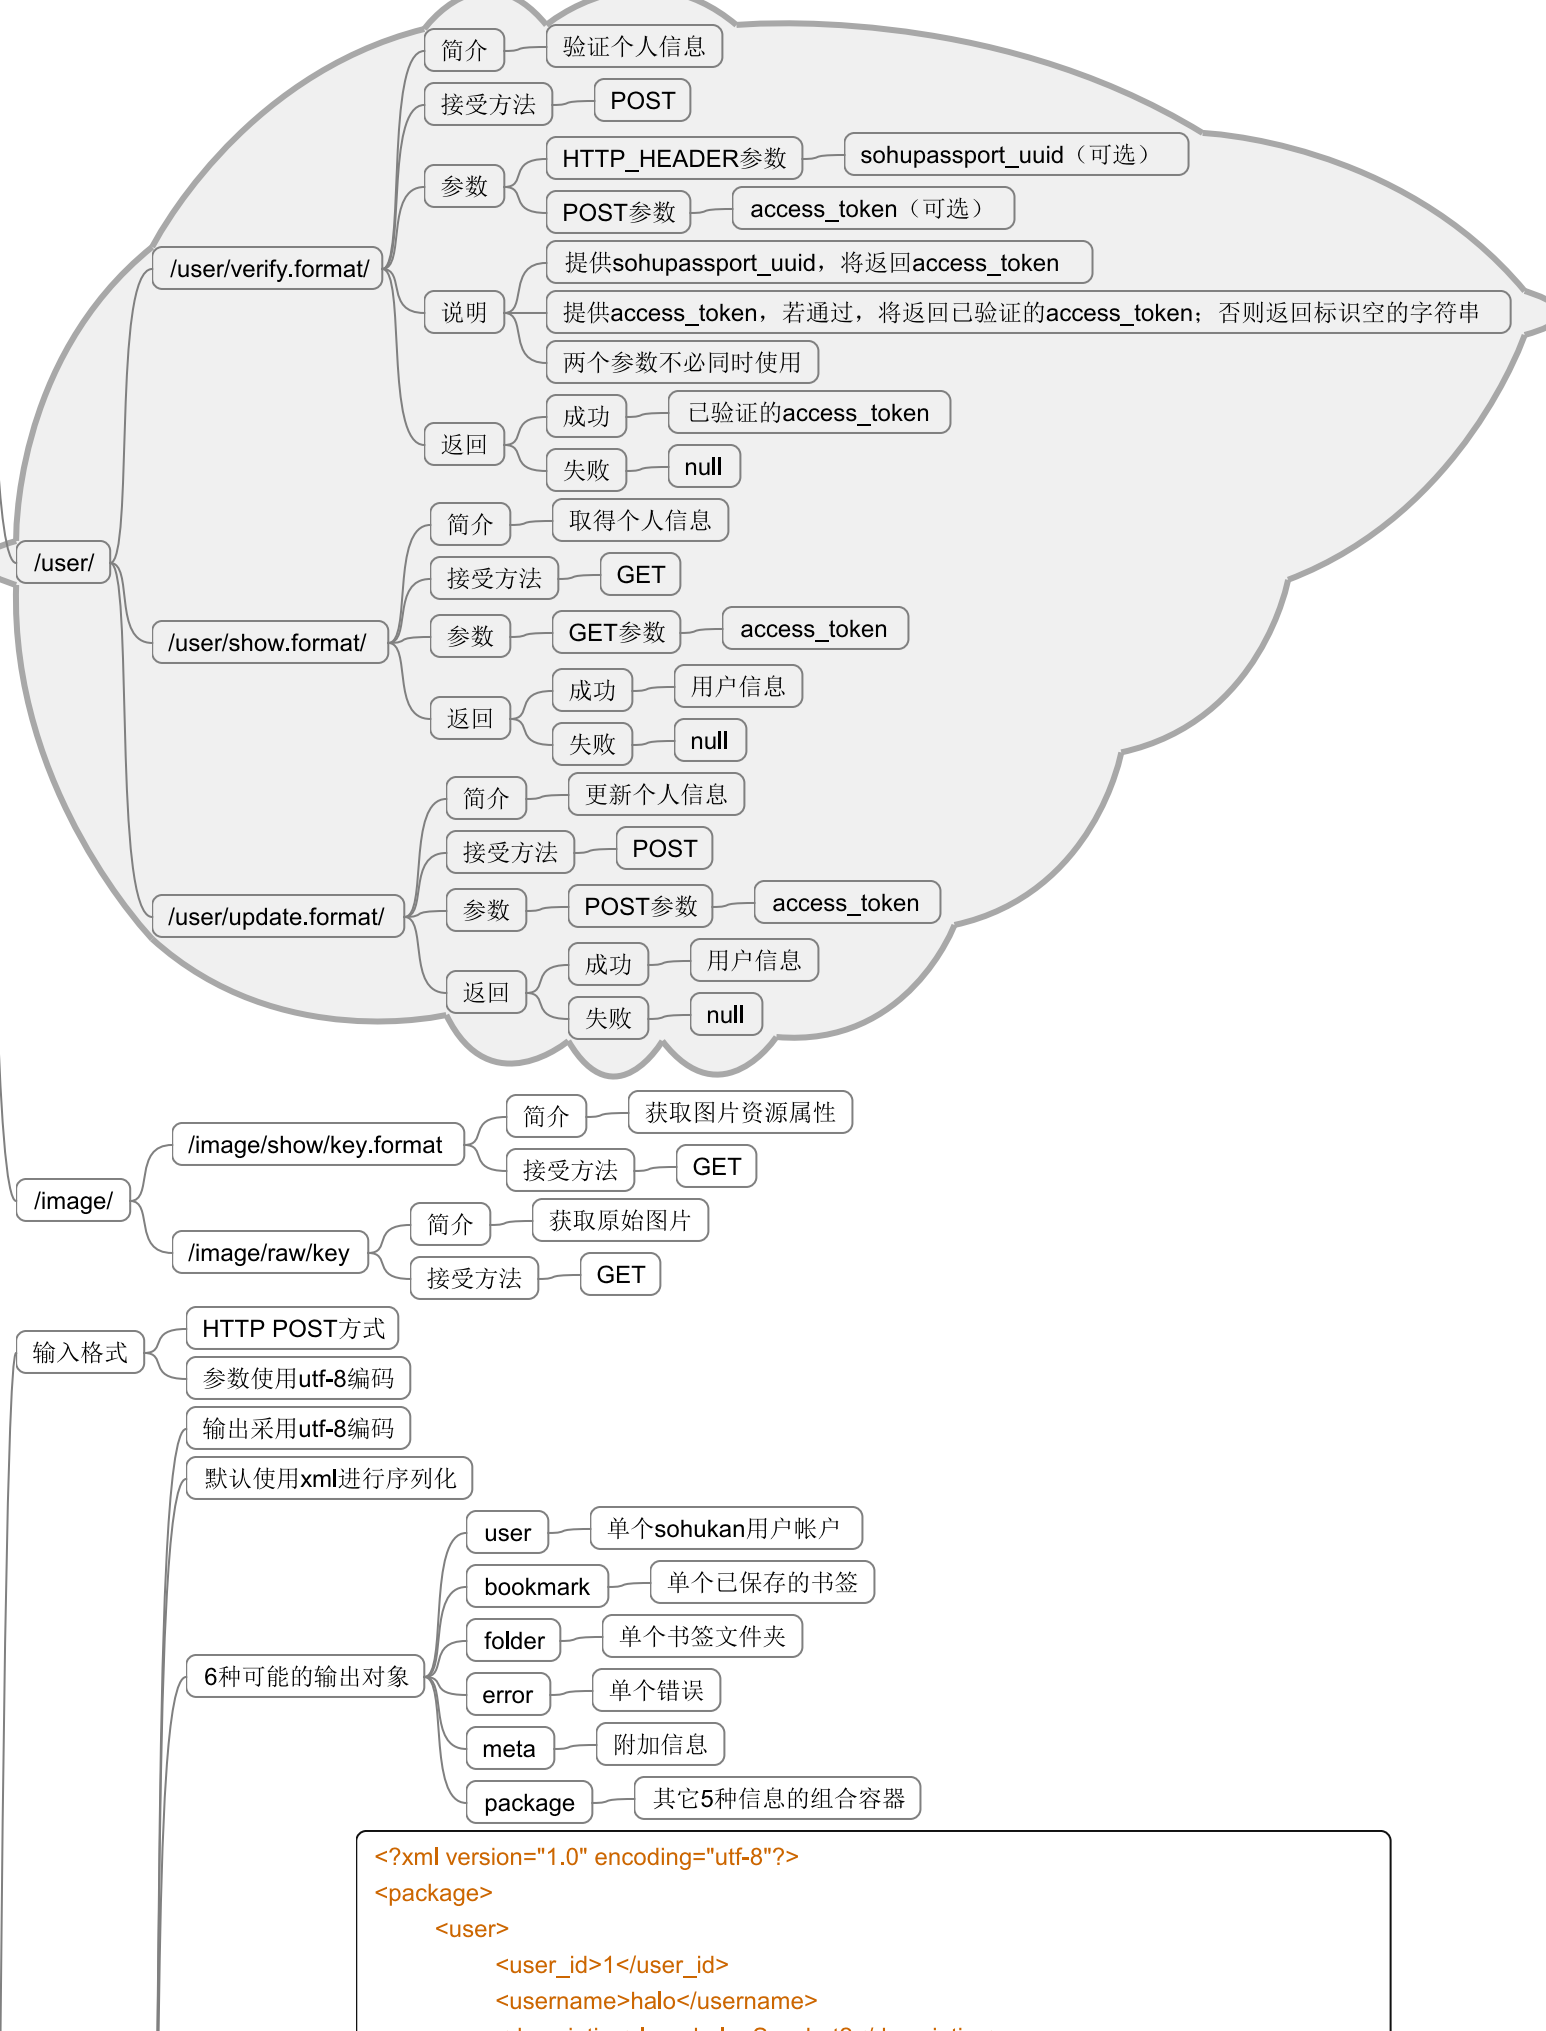 简介
验证个人信息
接受方法
POST
参数
HTTP_HEADER参数
sohupassport_uuid（可选）
POST参数
access_token（可选）
/user/verify.format/
说明
提供sohupassport_uuid，将返回access_token
提供access_token，若通过，将返回已验证的access_token；否则返回标识空的字符串
两个参数不必同时使用
返回
成功
已验证的access_token
失败
null
/user/
/user/show.format/
简介
取得个人信息
接受方法
GET
参数
GET参数
access_token
返回
成功
用户信息
失败
null
/user/update.format/
简介
更新个人信息
接受方法
POST
参数
POST参数
access_token
返回
成功
用户信息
失败
null
/image/
/image/show/key.format
简介
获取图片资源属性
接受方法
GET
/image/raw/key
简介
获取原始图片
接受方法
GET
输入格式
HTTP POST方式
参数使用utf-8编码
输出采用utf-8编码
默认使用xml进行序列化
6种可能的输出对象
user
单个sohukan用户帐户
bookmark
单个已保存的书签
folder
单个书签文件夹
error
单个错误
meta
附加信息
package
其它5种信息的组合容器
<?xml version="1.0" encoding="utf-8"?>
<package>
<user>
<user_id>1</user_id>
<username>halo</username>